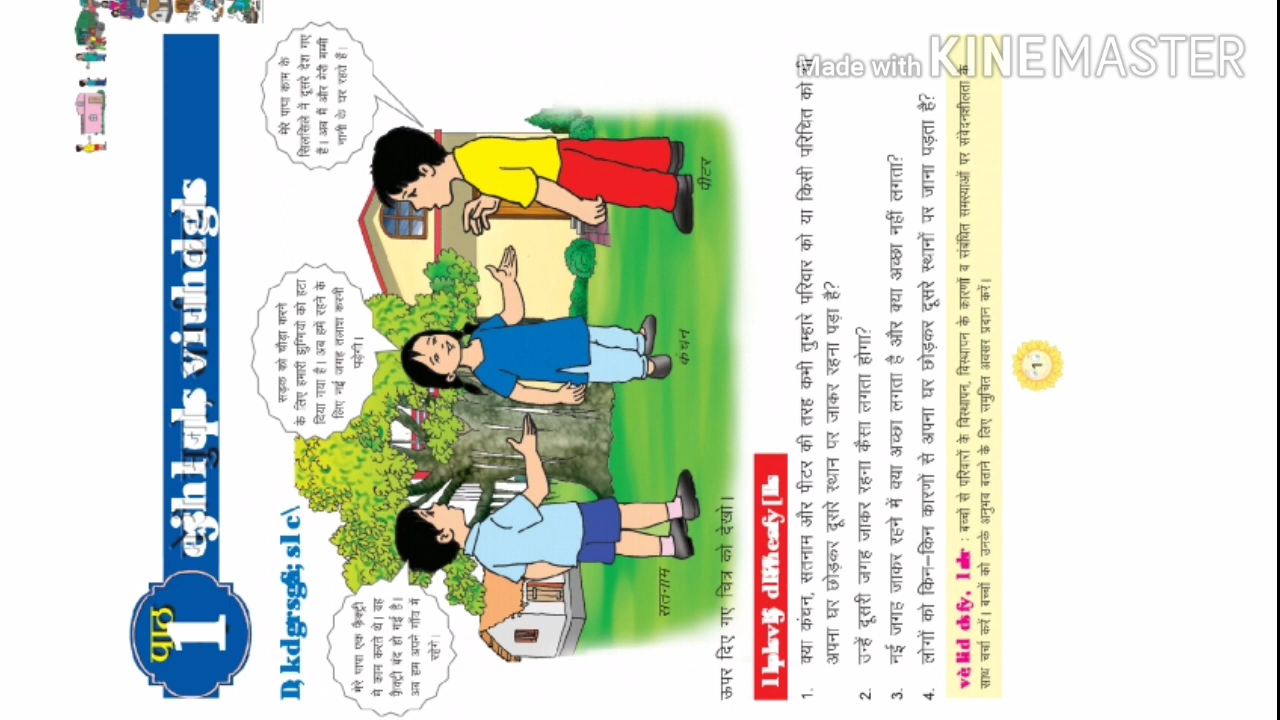 Made with KINEMASTER
पाठ
1
मेरे पापा एक फ़ैक्ट्री
में काम करते थे। वह
फ़ैक्ट्री बंद हो गई है।
अब हम अपने गाँव में
रहेंगे।
सड़क को चौड़ा करने
के लिए हमारी झुग्गियों को हटा
दिया गया है। अब हमें रहने के
लिए नई जगह तलाश करनी
पड़ेगी।
मेरे पापा काम के
सिलसिले में दूसरे देश गए
हैं। अब मैं और मेरी मम्मी
नानी के घर रहते हैं।
सतनाम
कंचन
पीटर
ऊपर दिए गए चित्र को देखो।
1. क्या कंचन, सतनाम और पीटर की तरह कभी तुम्हारे परिवार को या किसी परिचित को भी
अपना घर छोड़कर दूसरे स्थान पर जाकर रहना पड़ा है?
2. उन्हें दूसरी जगह जाकर रहना कैसा लगता होगा?
3. नई जगह जाकर रहने में क्या अच्छा लगता है और क्या अच्छा नहीं लगता?
4. लोगों को किन-किन कारणों से अपना घर छोड़कर दूसरे स्थानों पर जाना पड़ता है?
: बच्चों से परिवारों के विस्थापन, विस्थापन के कारणों व संबंधित समस्याओं पर संवेदनशीलता के
साथ चर्चा करें। बच्चों को उनके अनुभव बताने के लिए समुचित अवसर प्रदान करें।
1